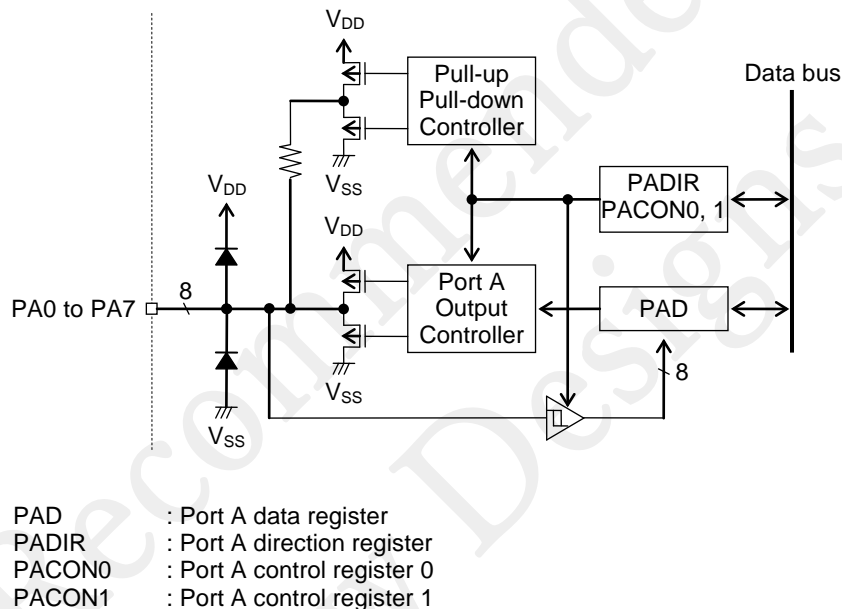 VDD
Pull-up
Pull-down
Controller
Data bus
VSS
VDD
PADIR
PACON0, 1
VDD
PA0 to PA7
8
Port A
Output
Controller
PAD
VSS
8
VSS
PAD : Port A data register
PADIR : Port A direction register
PACON0 : Port A control register 0
PACON1 : Port A control register 1